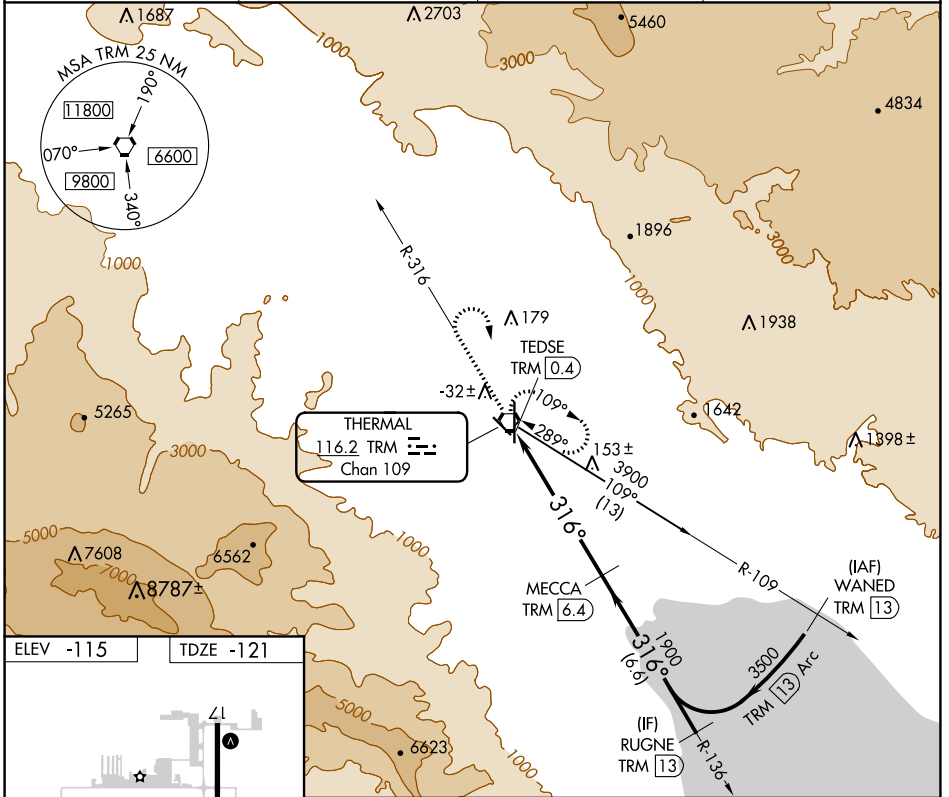 1687
2703
5460
1000
3000
MSA TRM 25 NM
190°
11800
070°
6600
9800
340°
4834
1896
3000
1000
1000
R-316
179
1938
TEDSE
TRM 0.4
-32±
109°
289°
5265
THERMAL
116.2 TRM
Chan 109
1642
1398±
153±
3900
109°
(13)
3000
316°
5000
7608
6562
7000
8787±
1000
R-109
(IAF)
WANED
TRM 13
MECCA
TRM 6.4
1900
316°
(6.6)
3500
TRM 13 Arc
ELEV -115
TDZE -121
17
5000
6623
1000
(IF)
RUGNE
TRM 13
R-136